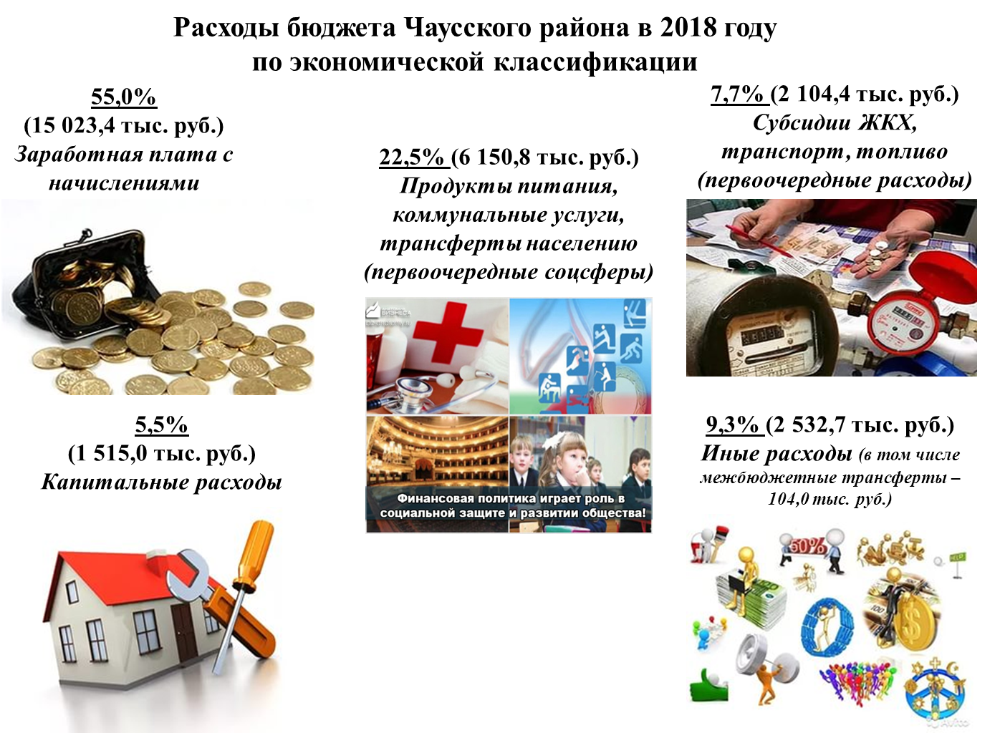 Расходы бюджета Чаусского района в 2018 году
по экономической классификации
55,0%
(15 023,4 тыс. руб.)
Заработная плата с
начислениями
22,5% (6 150,8 тыс. руб.)
Продукты питания,
коммунальные услуги,
трансферты населению
(первоочередные соцсферы)
7,7% (2 104,4 тыс. руб.)
Субсидии ЖКХ,
транспорт, топливо
(первоочередные расходы)
БИЗНЕСА
Финансовая политика играет роль в
социальной защите и развитии общества!
5,5%
(1 515,0 тыс. руб.)
Капитальные расходы
9,3% (2 532,7 тыс. руб.)
Иные расходы (в том числе
межбюджетные трансферты –
104,0 тыс. руб.)
50%
HELP
100
$
Avito